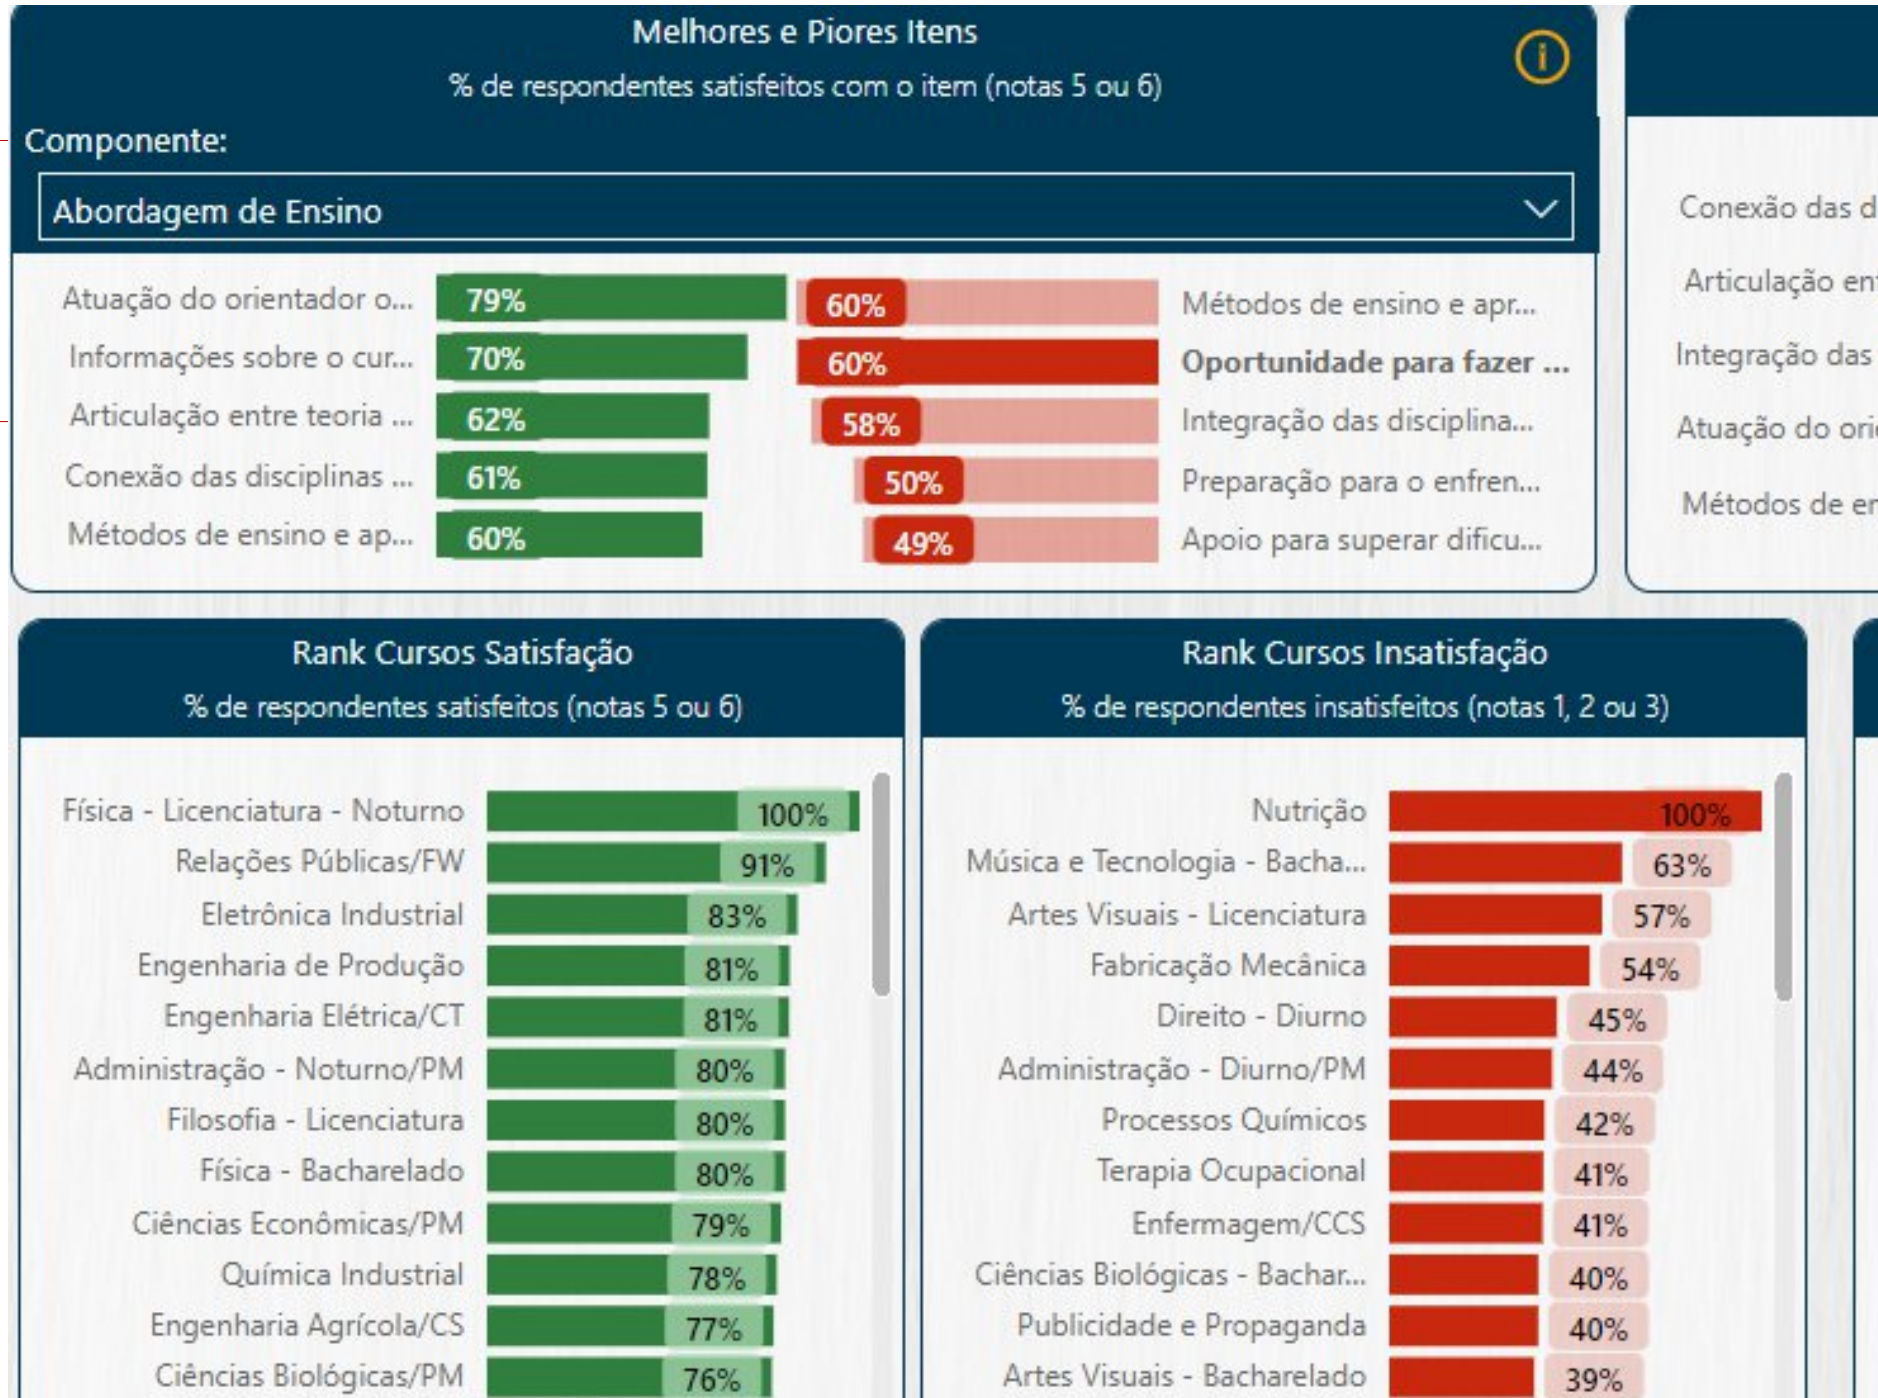 Melhores e Piores Itens
% de respondentes satisfeitos com o item (notas 5 ou 6)
Componente:
Abordagem de Ensino
Atuação do orientador o... 79%
Informações sobre o cur... 70%
Articulação entre teoria ... 62%
Conexão das disciplinas ... 61%
Métodos de ensino e ap... 60%
60% Métodos de ensino e apr...
60% Oportunidade para fazer ...
58% Integração das disciplina...
50% Preparação para o enfren...
49% Apoio para superar dificu...
Conexão das d
Articulação en
Integração das
Atuação do ori
Métodos de e
Rank Cursos Satisfação
% de respondentes satisfeitos (notas 5 ou 6)
Física - Licenciatura - Noturno 100%
Relações Públicas/FW 91%
Eletrônica Industrial 83%
Engenharia de Produção 81%
Engenharia Elétrica/CT 81%
Administração - Noturno/PM 80%
Filosofia - Licenciatura 80%
Física - Bacharelado 80%
Ciências Econômicas/PM 79%
Química Industrial 78%
Engenharia Agrícola/CS 77%
Ciências Biológicas/PM 76%
Rank Cursos Insatisfação
% de respondentes insatisfeitos (notas 1, 2 ou 3)
Nutrição 100%
Música e Tecnologia - Bacha... 63%
Artes Visuais - Licenciatura 57%
Fabricação Mecânica 54%
Direito - Diurno 45%
Administração - Diurno/PM 44%
Processos Químicos 42%
Terapia Ocupacional 41%
Enfermagem/CCS 41%
Ciências Biológicas - Bachar... 40%
Publicidade e Propaganda 40%
Artes Visuais - Bacharelado 39%